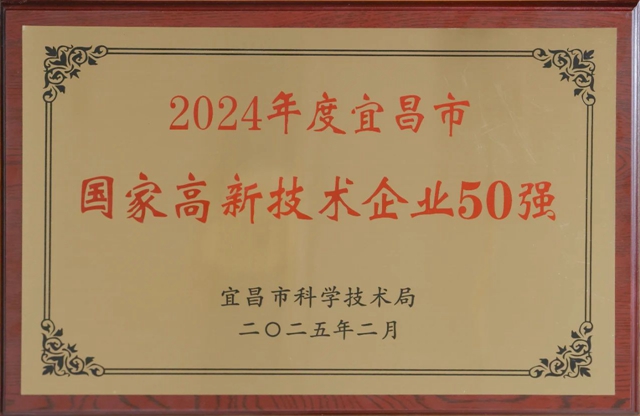 2024年度宜昌市
国家高新技术企业50强
宜昌市科学技术局
二〇二五年二月